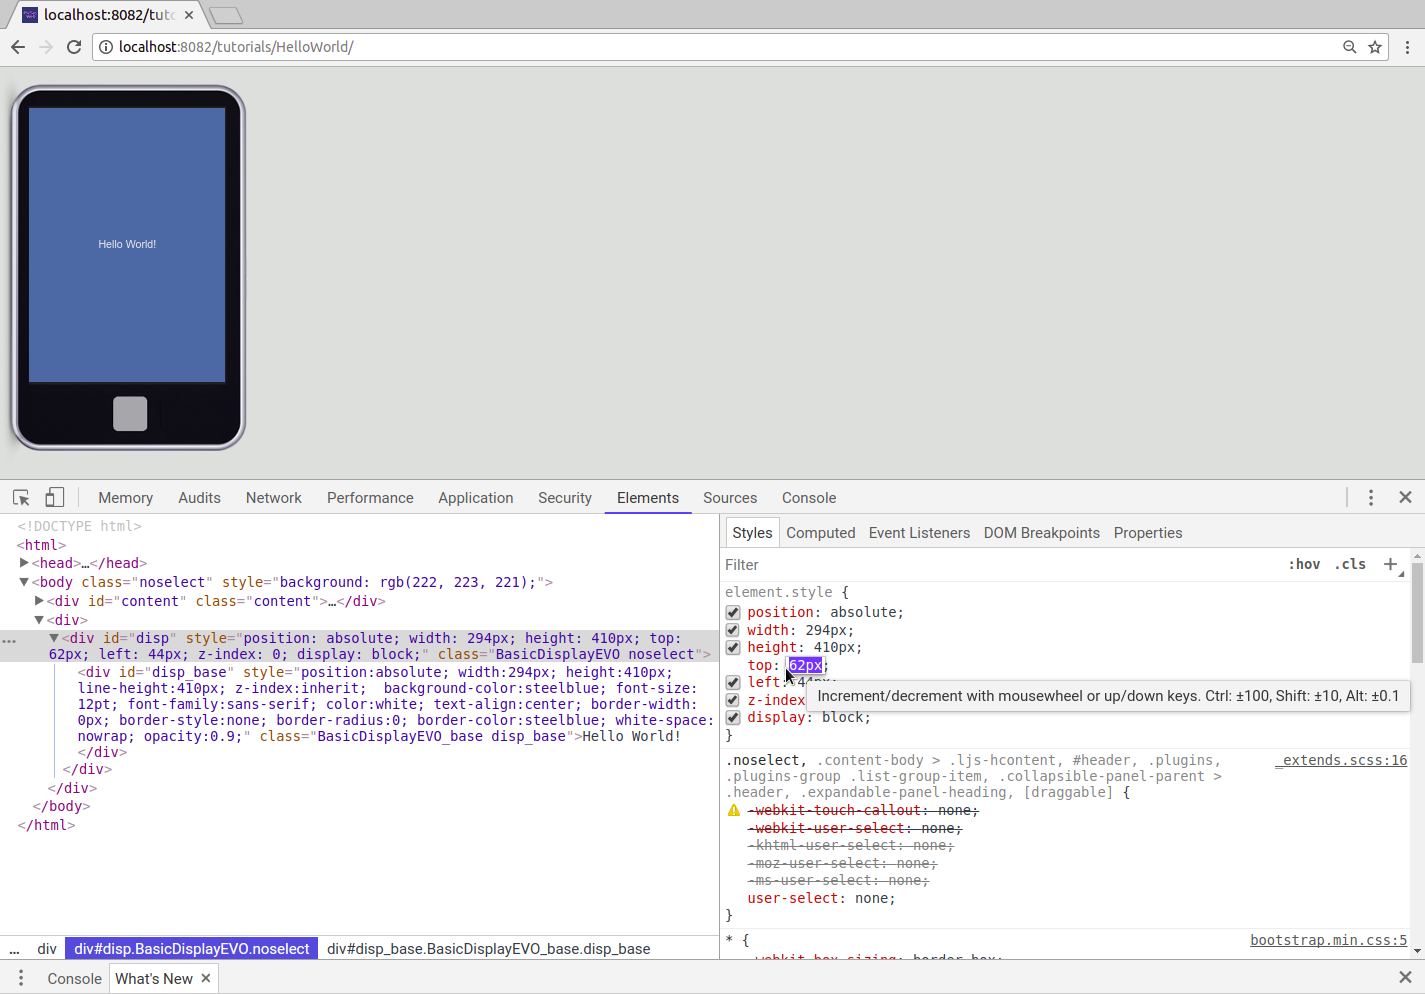 localhost:8082/tut
localhost:8082/tutorials/HelloWorld/
Hello World!
Memory Audits Network Performance Application Security Elements Sources Console
<!DOCTYPE html>
<html>
<head>…</head>
<body class="noselect" style="background: rgb(222, 223, 221);">
<div id="content" class="content">…</div>
<div>
<div id="disp" style="position: absolute; width: 294px; height: 410px; top:
62px; left: 44px; z-index: 0; display: block;" class="BasicDisplayEVO noselect">
<div id="disp_base" style="position:absolute; width:294px; height:410px;
line-height:410px; z-index:inherit;  background-color:steelblue; font-size:
12pt; font-family:sans-serif; color:white; text-align:center; border-width:
0px; border-style:none; border-radius:0; border-color:steelblue; white-space:
nowrap; opacity:0.9;" class="BasicDisplayEVO_base disp_base">Hello World!
</div>
</div>
</div>
</body>
</html>
… div div#disp.BasicDisplayEVO.noselect div#disp_base.BasicDisplayEVO_base.disp_base
Styles Computed Event Listeners DOM Breakpoints Properties
Filter :hov .cls +
element.style {
position: absolute;
width: 294px;
height: 410px;
top: 62px;
left: 44px;
Increment/decrement with mousewheel or up/down keys. Ctrl: ±100, Shift: ±10, Alt: ±0.1
z-index
display: block;
}
.noselect, .content-body > .ljs-hcontent, #header, .plugins, _extends.scss:16
.plugins-group .list-group-item, .collapsible-panel-parent >
.header, .expandable-panel-heading, [draggable] {
-webkit-touch-callout: none;
-webkit-user-select: none;
-khtml-user-select: none;
-moz-user-select: none;
-ms-user-select: none;
user-select: none;
}
* { bootstrap.min.css:5
-webkit-box-sizing: border-box;
Console What's New